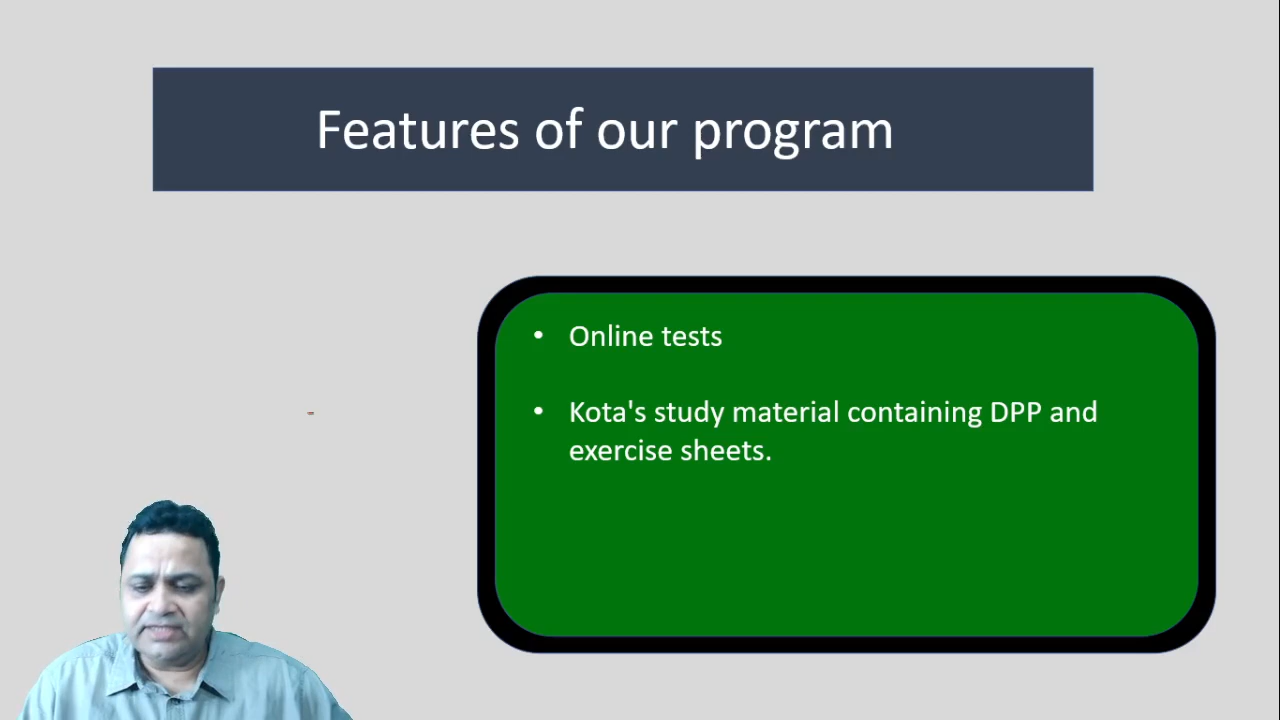 Features of our program
• Online tests
• Kota's study material containing DPP and
exercise sheets.